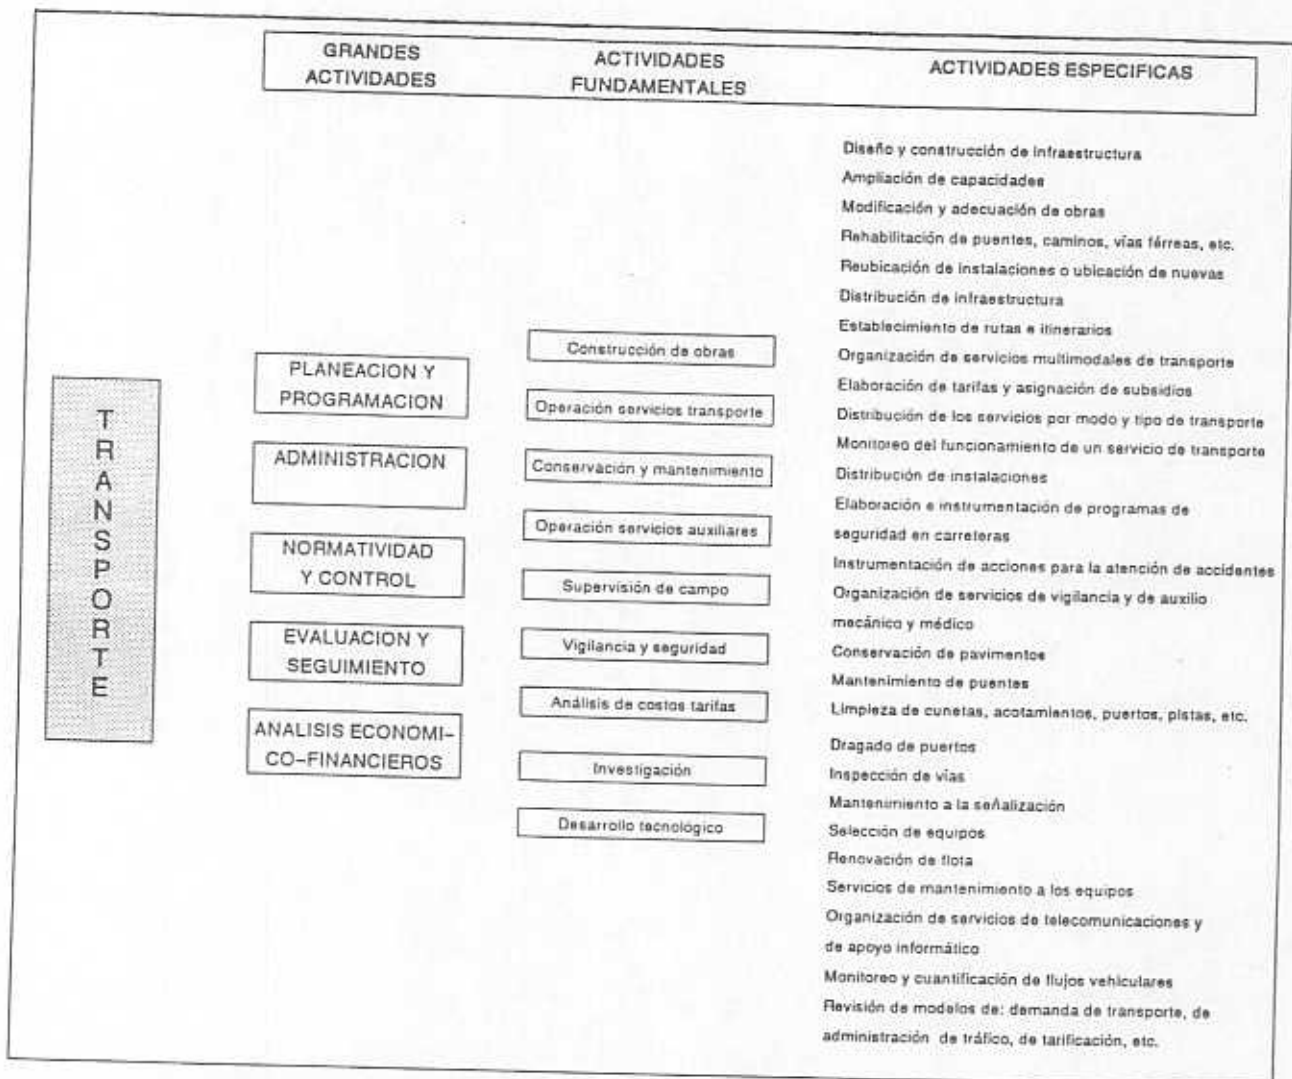 GRANDES
ACTIVIDADES
ACTIVIDADES
FUNDAMENTALES
ACTIVIDADES ESPECIFICAS
TRANSPORTE
PLANEACION Y
PROGRAMACION
ADMINISTRACION
NORMATIVIDAD
Y CONTROL
EVALUACION Y
SEGUIMIENTO
ANALISIS ECONOMI-
CO-FINANCIEROS
Construcción de obras
Operación servicios transporte
Conservación y mantenimiento
Operación servicios auxiliares
Supervisión de campo
Vigilancia y seguridad
Análisis de costos tarifas
Investigación
Desarrollo tecnológico
Diseño y construcción de infraestructura
Ampliación de capacidades
Modificación y adecuación de obras
Rehabilitación de puentes, caminos, vías férreas, etc.
Reubicación de instalaciones o ubicación de nuevas
Distribución de infraestructura
Establecimiento de rutas e itinerarios
Organización de servicios multimodales de transporte
Elaboración de tarifas y asignación de subsidios
Distribución de los servicios por modo y tipo de transporte
Monitoreo del funcionamiento de un servicio de transporte
Distribución de instalaciones
Elaboración e instrumentación de programas de
seguridad en carreteras
Instrumentación de acciones para la atención de accidentes
Organización de servicios de vigilancia y de auxilio
mecánico y médico
Conservación de pavimentos
Mantenimiento de puentes
Limpieza de cunetas, acotamientos, puertos, pistas, etc.
Dragado de puertos
Inspección de vías
Mantenimiento a la señalización
Selección de equipos
Renovación de flota
Servicios de mantenimiento a los equipos
Organización de servicios de telecomunicaciones y
de apoyo informático
Monitoreo y cuantificación de flujos vehiculares
Revisión de modelos de: demanda de transporte, de
administración de tráfico, de tarificación, etc.